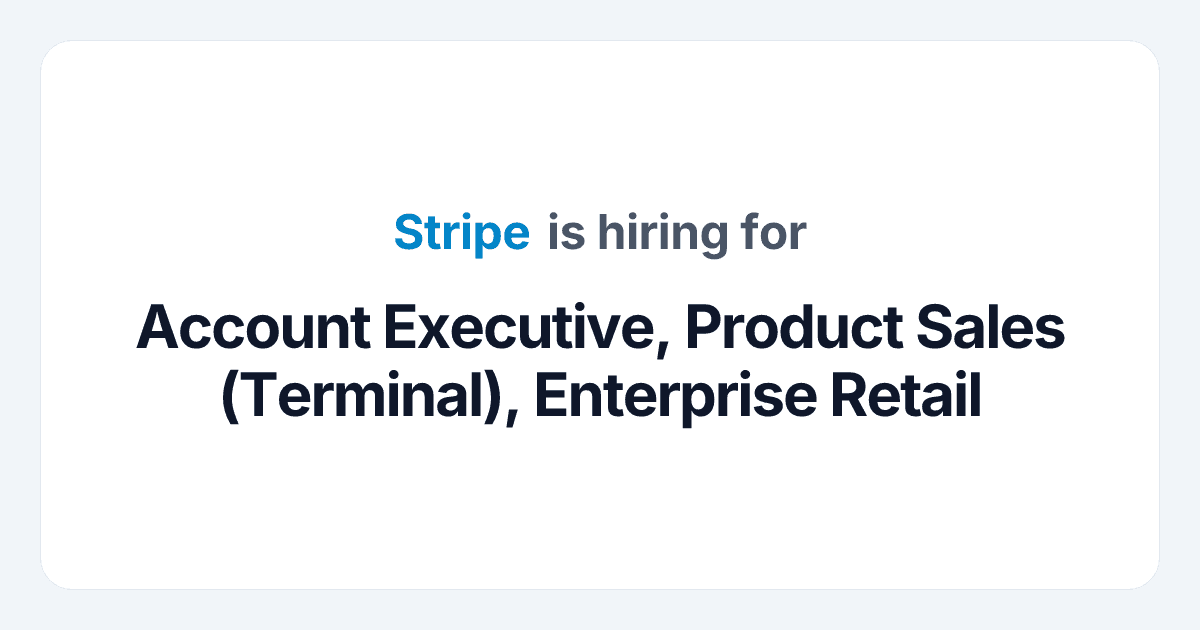 Stripe is hiring for
Account Executive, Product Sales
(Terminal), Enterprise Retail